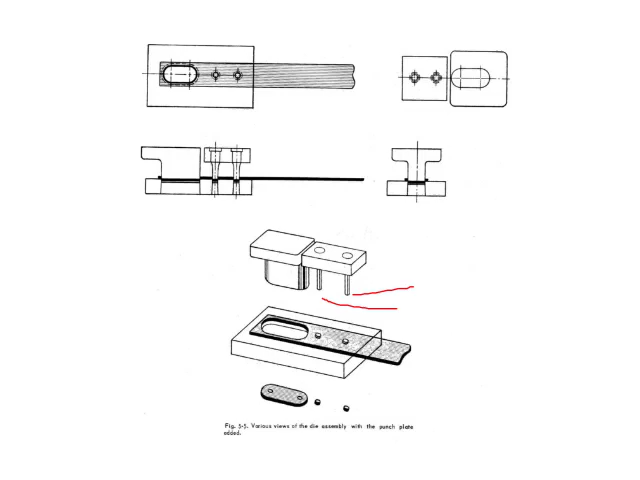 Fig. 5-5. Various views of the die assembly with the punch plate
added.